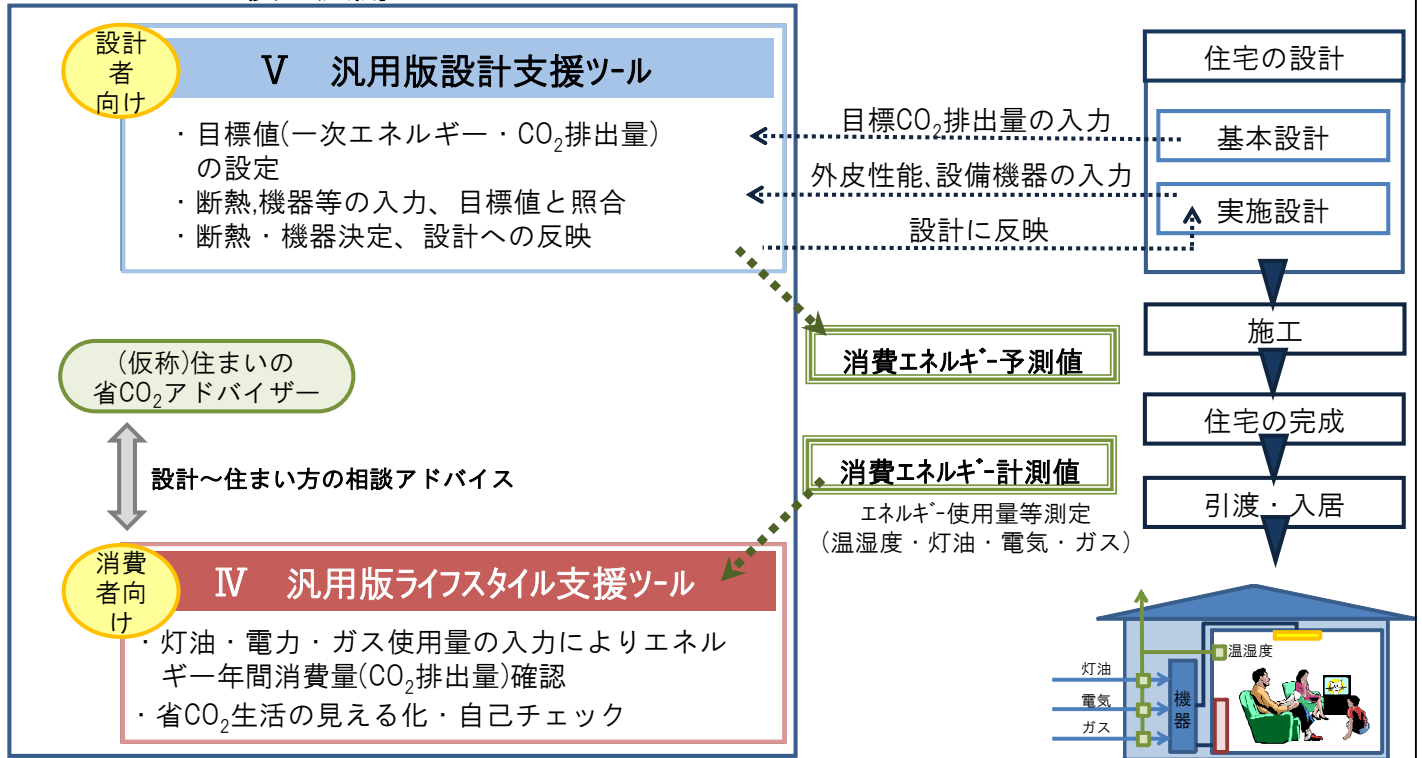 設計
者
向け
Ⅴ 汎用版設計支援ツール
・目標値(一次エネルギー・CO2排出量)
の設定
・断熱,機器等の入力、目標値と照合
・断熱・機器決定、設計への反映
目標CO2排出量の入力
外皮性能、設備機器の入力
設計に反映
住宅の設計
基本設計
実施設計
施工
住宅の完成
引渡・入居
消費エネルギー予測値
消費エネルギー計測値
エネルギー使用量等測定
(温湿度・灯油・電気・ガス)
(仮称)住まいの
省CO2アドバイザー
設計～住まい方の相談アドバイス
消費
者向
け
Ⅳ 汎用版ライフスタイル支援ツール
・灯油・電力・ガス使用量の入力によりエネル
ギー年間消費量(CO2排出量)確認
・省CO2生活の見える化・自己チェック
温湿度
灯油
電気
ガス
機
器